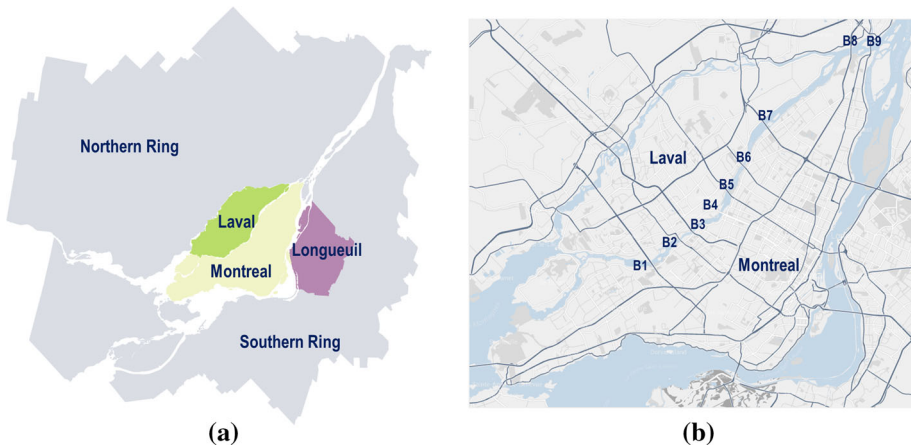 Northern Ring
Laval
Longueuil
Montreal
Southern Ring
(a)
B8 B9
B7
Laval
B6
B5
B4
B3
B2
B1
Montreal
(b)